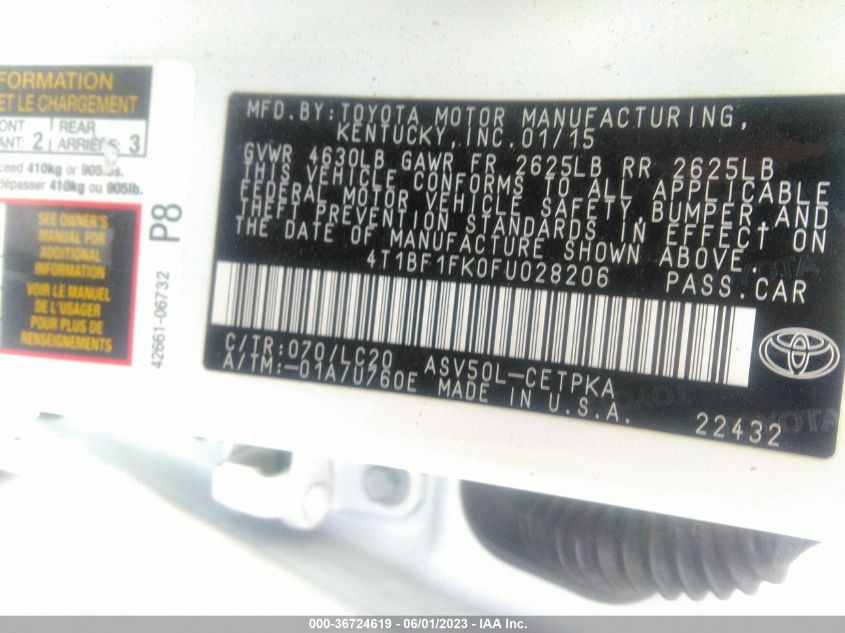 FORMATION
ET LE CHARGEMENT
2 REAR
ARRIÈRE 3
410kg or 905lbs.
dépasser 410kg ou 905lb.
SEE OWNER'S
MANUAL FOR
ADDITIONAL
INFORMATION
VOIR LE MANUEL
DE L'USAGER
POUR PLUS DE
RENSEIGNEMENTS
P8
42661-06732
MFD.BY:TOYOTA MOTOR MANUFACTURING,
KENTUCKY,INC.01/15
GVWR 4630LB GAWR FR 2625LB RR 2625LB
THIS VEHICLE CONFORMS TO ALL APPLICABLE
FEDERAL MOTOR VEHICLE SAFETY,BUMPER,AND
THEFT PREVENTION STANDARDS IN EFFECT ON
THE DATE OF MANUFACTURE SHOWN ABOVE.
4T1BF1FK0FU028206 PASS.CAR
C/TR:070/LC20 ASV50L-CETPKA
A/TM:-01A/U760E MADE IN U.S.A.
22432
000-36724619 - 06/01/2023 - IAA Inc.